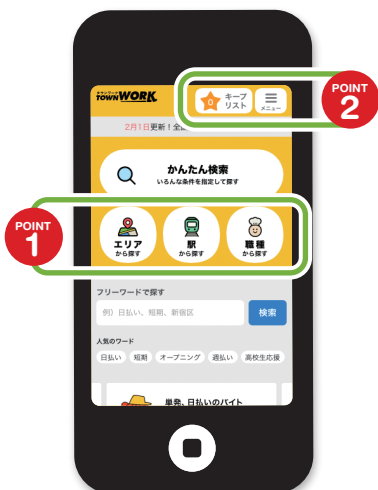 タウンワーク
TOWNWORK
0
キープ
リスト
メニュー
POINT
2
2月1日更新！全
かんたん検索
いろんな条件を指定して探す
POINT
1
エリア
から探す
駅
から探す
職種
から探す
フリーワードで探す
例）日払い、短期、新宿区
検索
人気のワード
日払い
短期
オープニング
週払い
高校生応援
単発、日払いのバイト